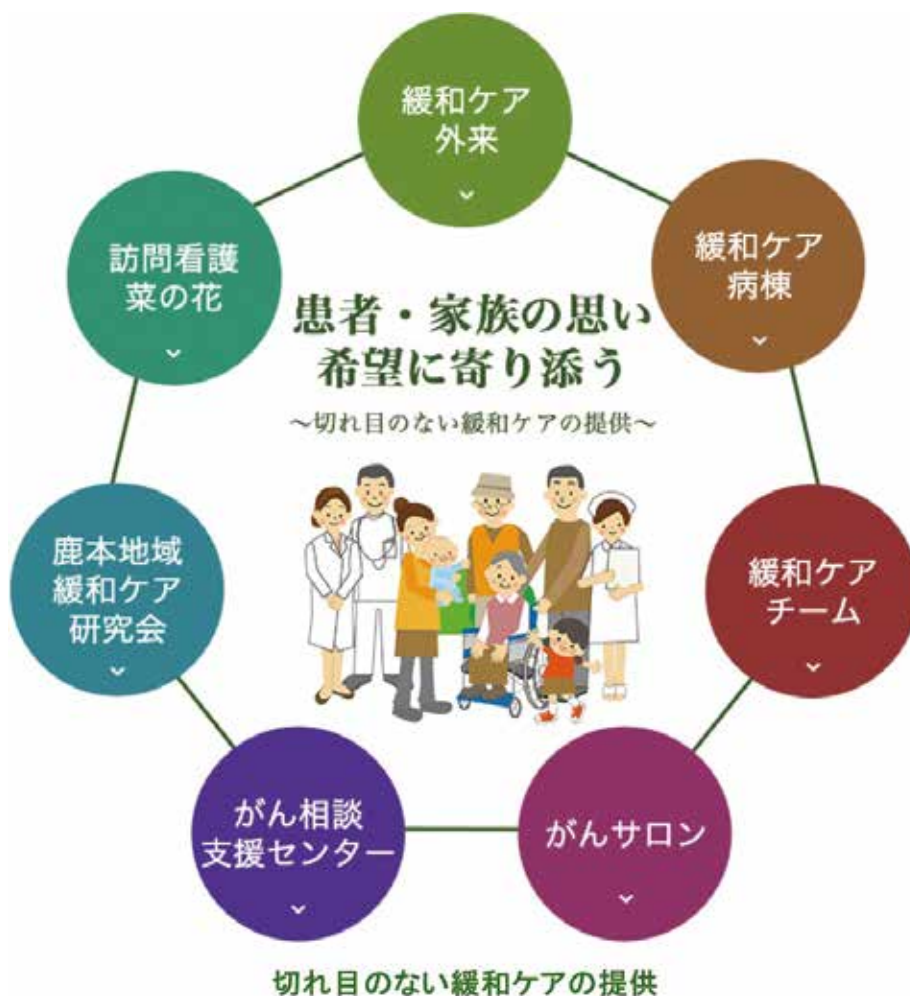 緩和ケア
外来
訪問看護
菜の花
緩和ケア
病棟
患者・家族の思い
希望に寄り添う
～切れ目のない緩和ケアの提供～
鹿本地域
緩和ケア
研究会
緩和ケア
チーム
がん相談
支援センター
がんサロン
切れ目のない緩和ケアの提供